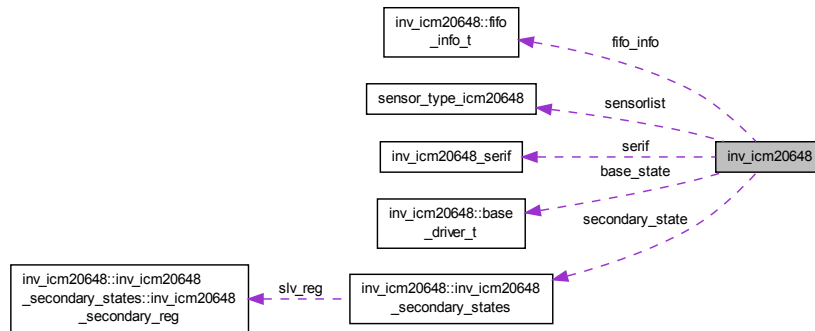 inv_icm20648::fifo
_info_t
fifo_info
sensor_type_icm20648
sensorlist
inv_icm20648_serif
serif
inv_icm20648
base_state
inv_icm20648::base
_driver_t
secondary_state
inv_icm20648::inv_icm20648
_secondary_states::inv_icm20648
_secondary_reg
slv_reg
inv_icm20648::inv_icm20648
_secondary_states